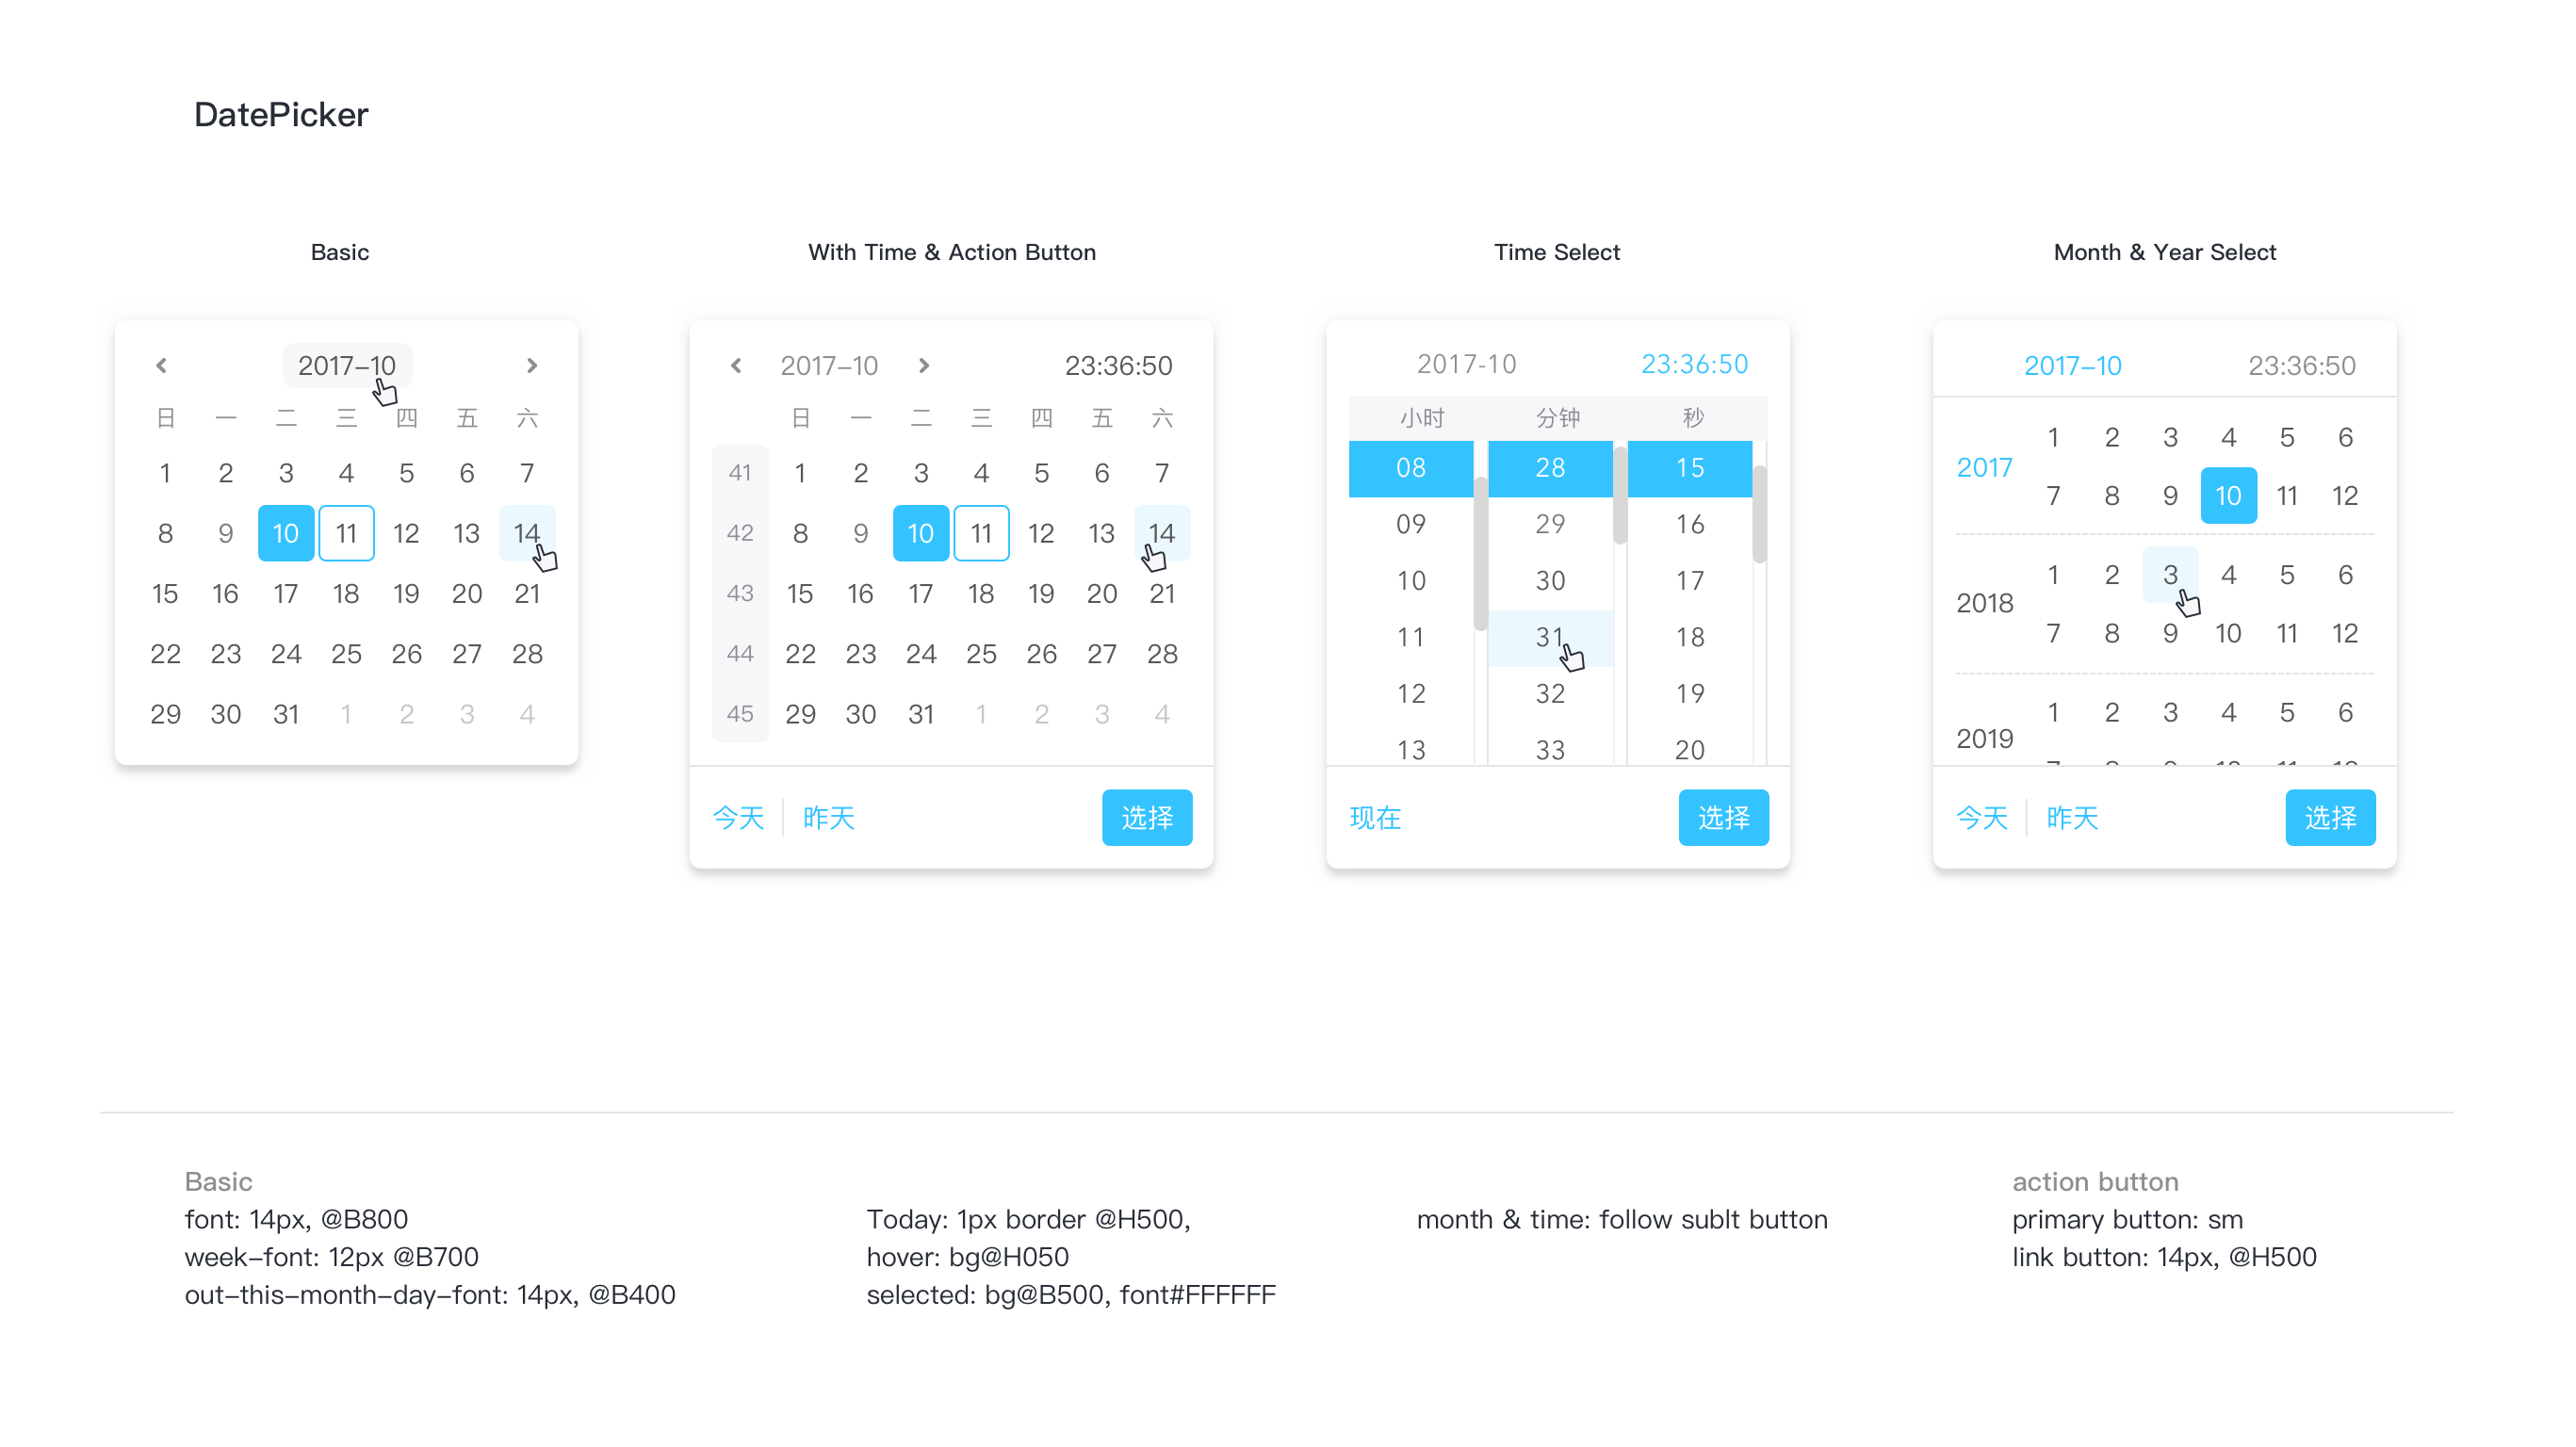 DatePicker
Basic
2017–10
日 一 二 三 四 五 六
1 2 3 4 5 6 7
8 9 10 11 12 13 14
15 16 17 18 19 20 21
22 23 24 25 26 27 28
29 30 31 1 2 3 4
With Time & Action Button
2017–10 23:36:50
日 一 二 三 四 五 六
41 1 2 3 4 5 6 7
42 8 9 10 11 12 13 14
43 15 16 17 18 19 20 21
44 22 23 24 25 26 27 28
45 29 30 31 1 2 3 4
今天 昨天 选择
Time Select
2017-10 23:36:50
小时 分钟 秒
08 28 15
09 29 16
10 30 17
11 31 18
12 32 19
13 33 20
现在 选择
Month & Year Select
2017–10 23:36:50
2017
1 2 3 4 5 6
7 8 9 10 11 12
2018
1 2 3 4 5 6
7 8 9 10 11 12
2019
1 2 3 4 5 6
今天 昨天 选择
Basic
font: 14px, @B800
week–font: 12px @B700
out–this–month–day–font: 14px, @B400
Today: 1px border @H500,
hover: bg@H050
selected: bg@B500, font#FFFFFF
month & time: follow sublt button
action button
primary button: sm
link button: 14px, @H500